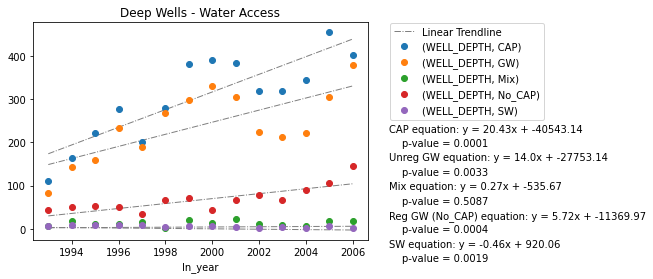 Deep Wells - Water Access
400
300
200
100
0
1994
1996
1998
2000
2002
2004
2006
In_year
Linear Trendline
(WELL_DEPTH, CAP)
(WELL_DEPTH, GW)
(WELL_DEPTH, Mix)
(WELL_DEPTH, No_CAP)
(WELL_DEPTH, SW)
CAP equation: y = 20.43x + -40543.14
p-value = 0.0001
Unreg GW equation: y = 14.0x + -27753.14
p-value = 0.0033
Mix equation: y = 0.27x + -535.67
p-value = 0.5087
Reg GW (No_CAP) equation: y = 5.72x + -11369.97
p-value = 0.0004
SW equation: y = -0.46x + 920.06
p-value = 0.0019